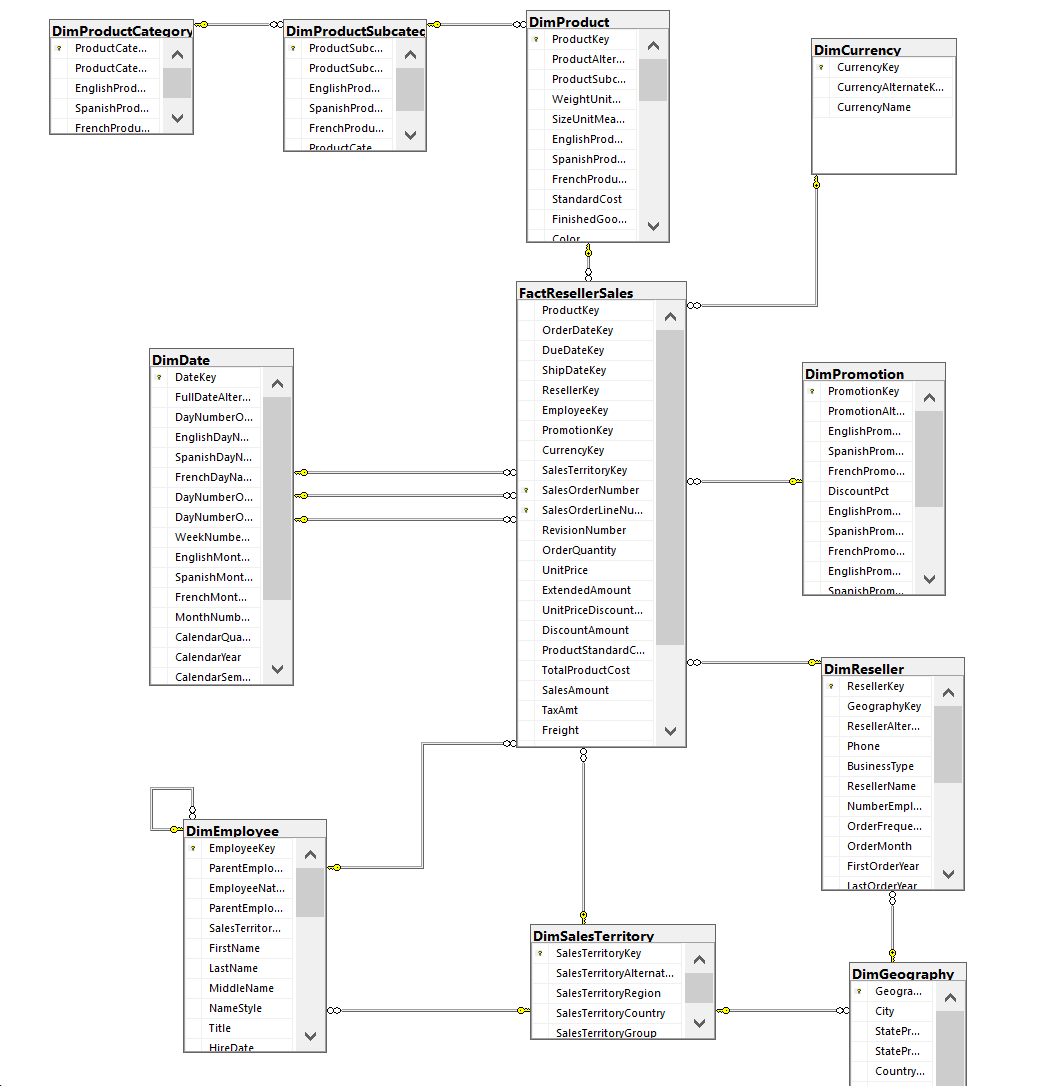 DimProductCategory
ProductCate...
ProductCate...
EnglishProd...
SpanishProd...
FrenchProdu...
DimProductSubcateg
ProductSubc...
ProductSubc...
EnglishProd...
SpanishProd...
FrenchProdu...
ProductCate
DimProduct
ProductKey
ProductAlter...
ProductSubc...
WeightUnit...
SizeUnitMea...
EnglishProd...
SpanishProd...
FrenchProdu...
StandardCost
FinishedGoo...
Color
DimCurrency
CurrencyKey
CurrencyAlternateK...
CurrencyName
FactResellerSales
ProductKey
OrderDateKey
DueDateKey
ShipDateKey
ResellerKey
EmployeeKey
PromotionKey
CurrencyKey
SalesTerritoryKey
SalesOrderNumber
SalesOrderLineNu...
RevisionNumber
OrderQuantity
UnitPrice
ExtendedAmount
UnitPriceDiscount...
DiscountAmount
ProductStandardC...
TotalProductCost
SalesAmount
TaxAmt
Freight
DimDate
DateKey
FullDateAlter...
DayNumberO...
EnglishDayN...
SpanishDayN...
FrenchDayNa...
DayNumberO...
DayNumberO...
WeekNumbe...
EnglishMont...
SpanishMont...
FrenchMont...
MonthNumb...
CalendarQua...
CalendarYear
CalendarSem...
DimPromotion
PromotionKey
PromotionAlt...
EnglishProm...
SpanishProm...
FrenchPromo...
DiscountPct
EnglishProm...
SpanishProm...
FrenchPromo...
EnglishProm...
SpanishProm...
DimReseller
ResellerKey
GeographyKey
ResellerAlter...
Phone
BusinessType
ResellerName
NumberEmpl...
OrderFreque...
OrderMonth
FirstOrderYear
LastOrderYear
DimEmployee
EmployeeKey
ParentEmplo...
EmployeeNat...
ParentEmplo...
SalesTerritor...
FirstName
LastName
MiddleName
NameStyle
Title
HireDate
DimSalesTerritory
SalesTerritoryKey
SalesTerritoryAlternat...
SalesTerritoryRegion
SalesTerritoryCountry
SalesTerritoryGroup
DimGeography
Geogra...
City
StatePr...
StatePr...
Country...